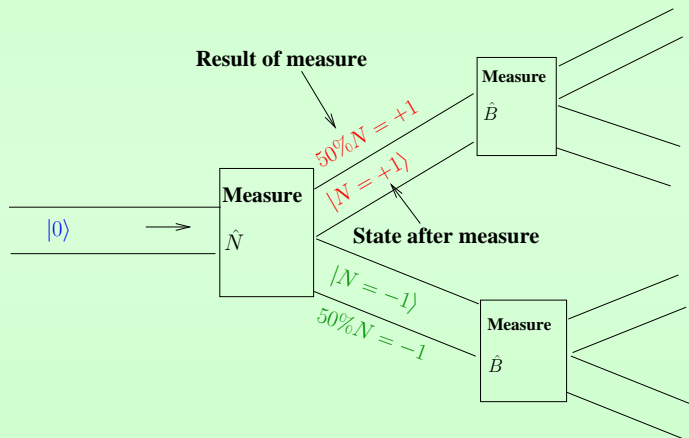 Result of measure
Measure
B̂
50%N = +1
|N = +1⟩
Measure
N̂
|0⟩
State after measure
|N = −1⟩
50%N = −1
Measure
B̂